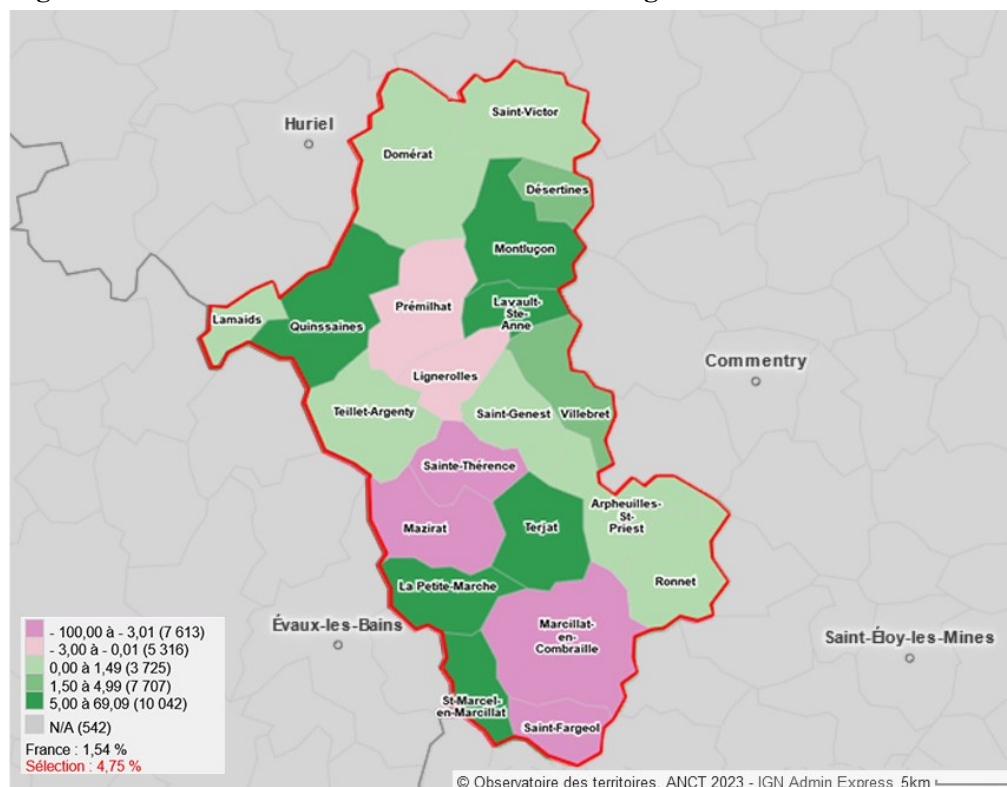 Saint-Victor
Huriel
Domérat
Désertines
Montluçon
Prémilhat
Lavault-
Ste-
Anne
Lamaids
Quinssaines
Commentry
Lignerolles
Teillet-Argenty
Saint-Genest
Villebret
Sainte-Thérence
Arpheuilles-
St-
Priest
Mazirat
Terjat
Ronnet
La Petite-Marche
Évaux-les-Bains
Marcillat-
en-
Combraille
Saint-Éloy-les-Mines
St-Marcel-
en-Marcillat
Saint-Fargeol
- 100,00 à - 3,01 (7 613)
- 3,00 à - 0,01 (5 316)
0,00 à 1,49 (3 725)
1,50 à 4,99 (7 707)
5,00 à 69,09 (10 042)
N/A (542)
France : 1,54 %
Sélection : 4,75 %
© Observatoire des territoires, ANCT 2023 - IGN Admin Express 5km